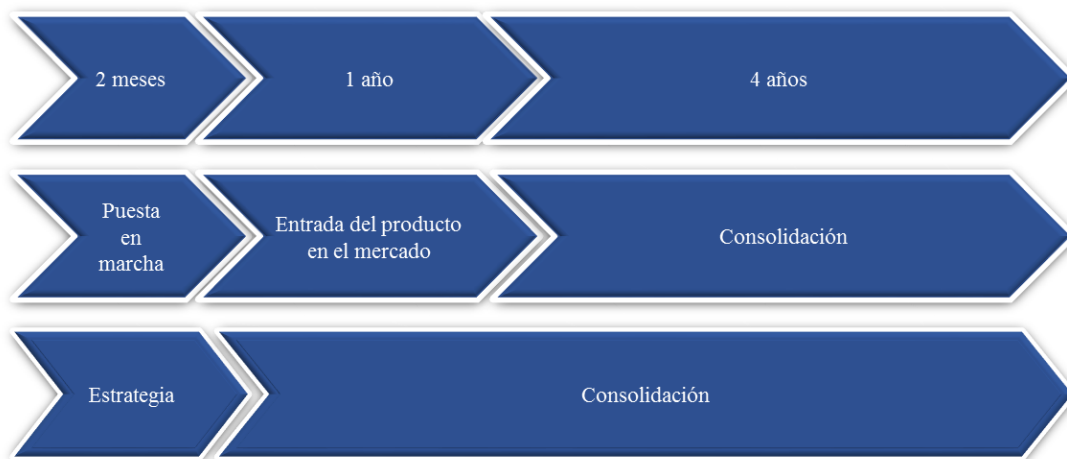 2 meses
1 año
4 años
Puesta
en
marcha
Entrada del producto
en el mercado
Consolidación
Estrategia
Consolidación